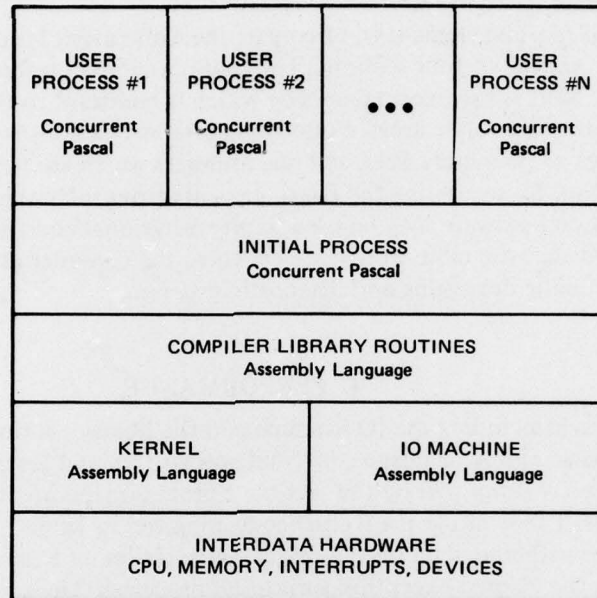 USER
PROCESS #1
Concurrent
Pascal
USER
PROCESS #2
Concurrent
Pascal
•••
USER
PROCESS #N
Concurrent
Pascal
INITIAL PROCESS
Concurrent Pascal
COMPILER LIBRARY ROUTINES
Assembly Language
KERNEL
Assembly Language
IO MACHINE
Assembly Language
INTERDATA HARDWARE
CPU, MEMORY, INTERRUPTS, DEVICES